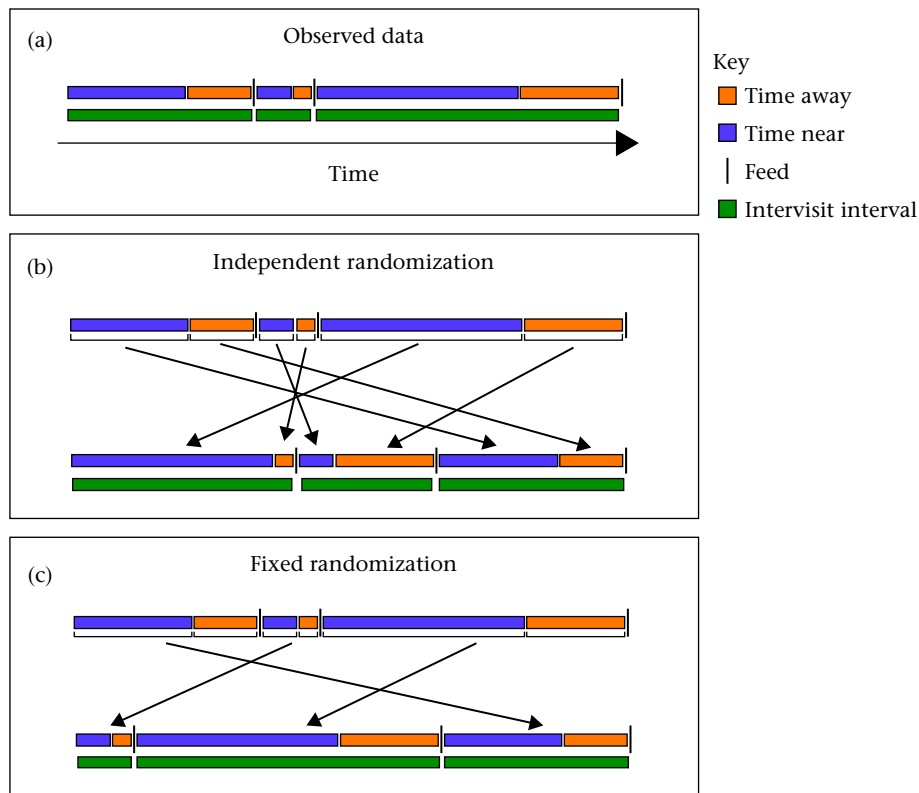 (a)
Observed data
Time
Key
Time away
Time near
Feed
Intervisit interval
(b)
Independent randomization
(c)
Fixed randomization